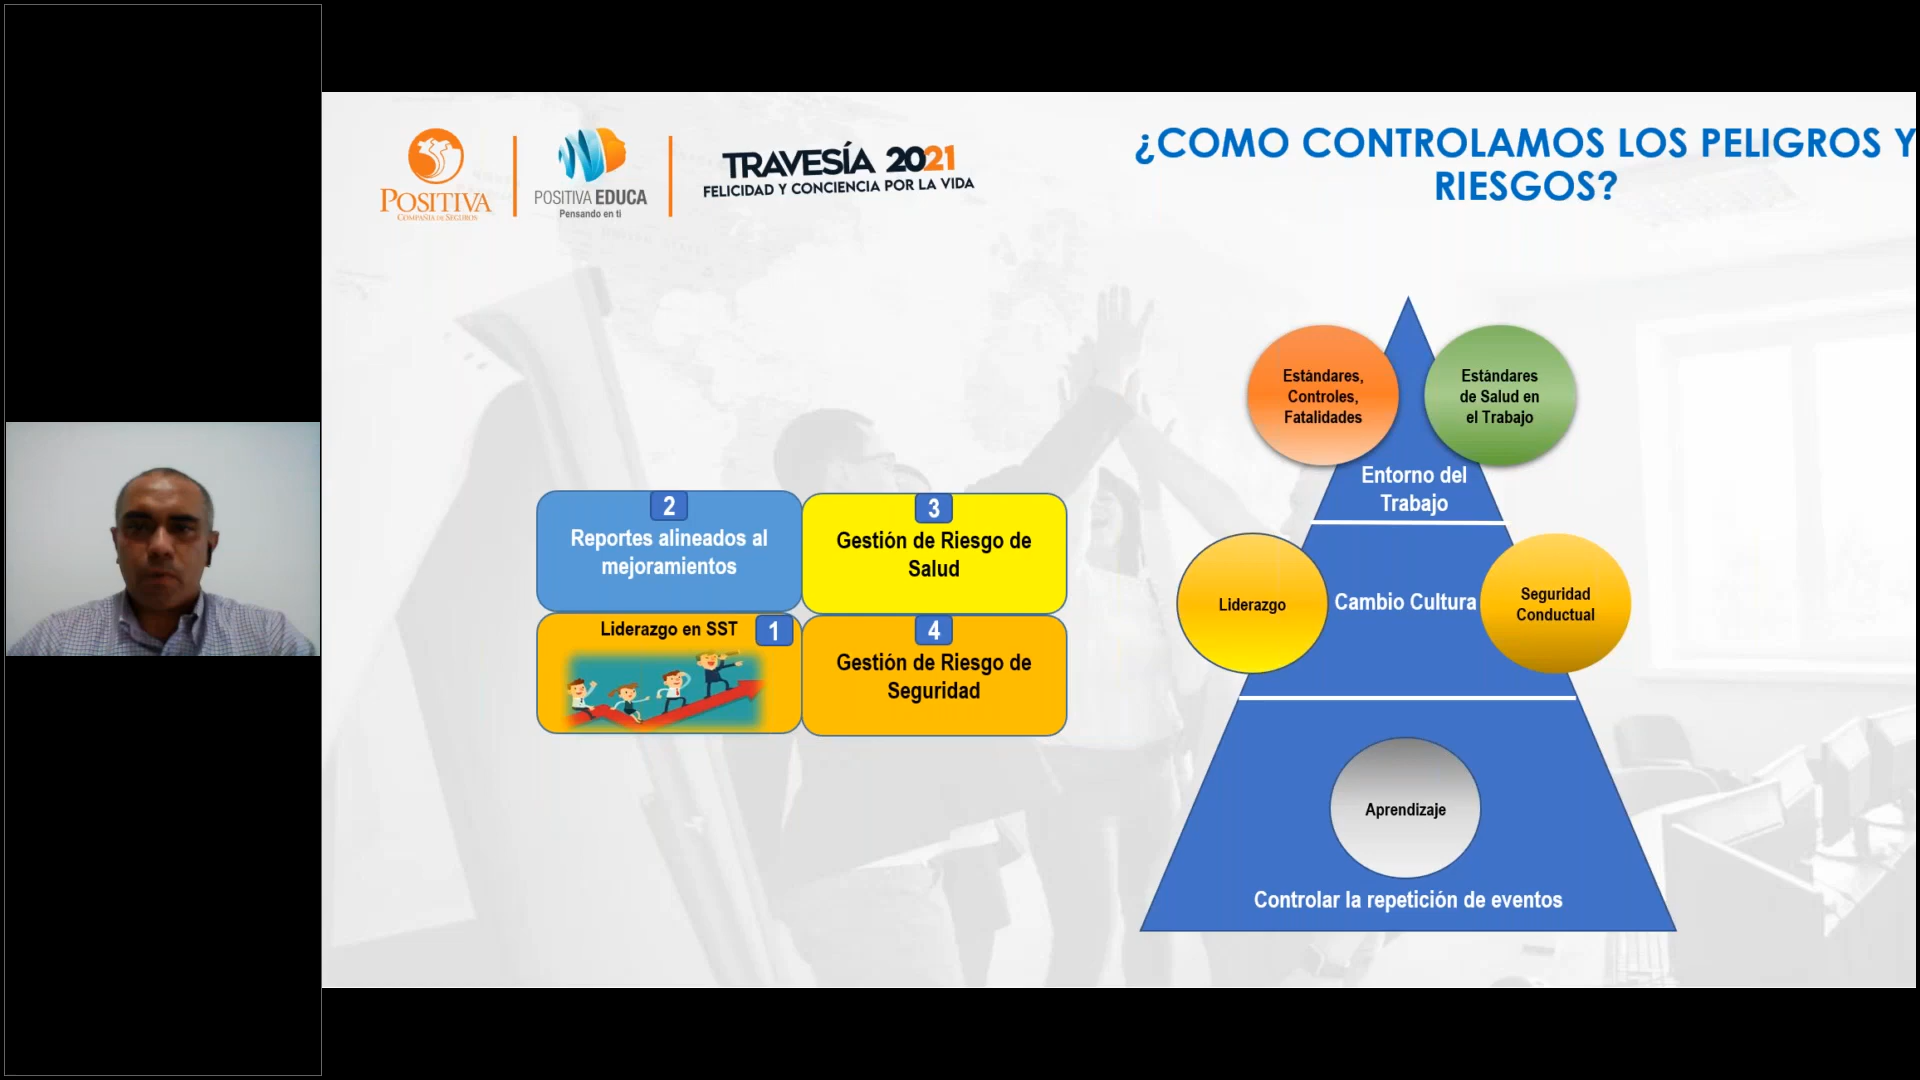 POSITIVA
COMPAÑÍA DE SEGUROS
POSITIVA EDUCA
Pensando en ti
TRAVESÍA 2021
FELICIDAD Y CONCIENCIA POR LA VIDA
¿COMO CONTROLAMOS LOS PELIGROS Y
RIESGOS?
2
Reportes alineados al
mejoramientos
3
Gestión de Riesgo de
Salud
Liderazgo en SST
1
4
Gestión de Riesgo de
Seguridad
Estándares,
Controles,
Fatalidades
Estándares
de Salud en
el Trabajo
Entorno del
Trabajo
Liderazgo
Cambio Cultura
Seguridad
Conductual
Aprendizaje
Controlar la repetición de eventos